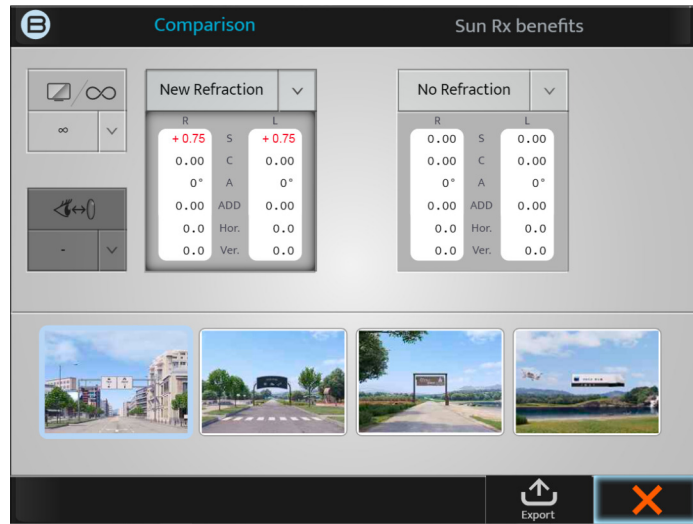 B
Comparison
Sun Rx benefits
/∞
New Refraction
No Refraction
∞
R L
+ 0.75 S + 0.75
0.00 C 0.00
0° A 0°
0.00 ADD 0.00
0.0 Hor. 0.0
0.0 Ver. 0.0
R L
0.00 S 0.00
0.00 C 0.00
0° A 0°
0.00 ADD 0.00
0.0 Hor. 0.0
0.0 Ver. 0.0
-
Export